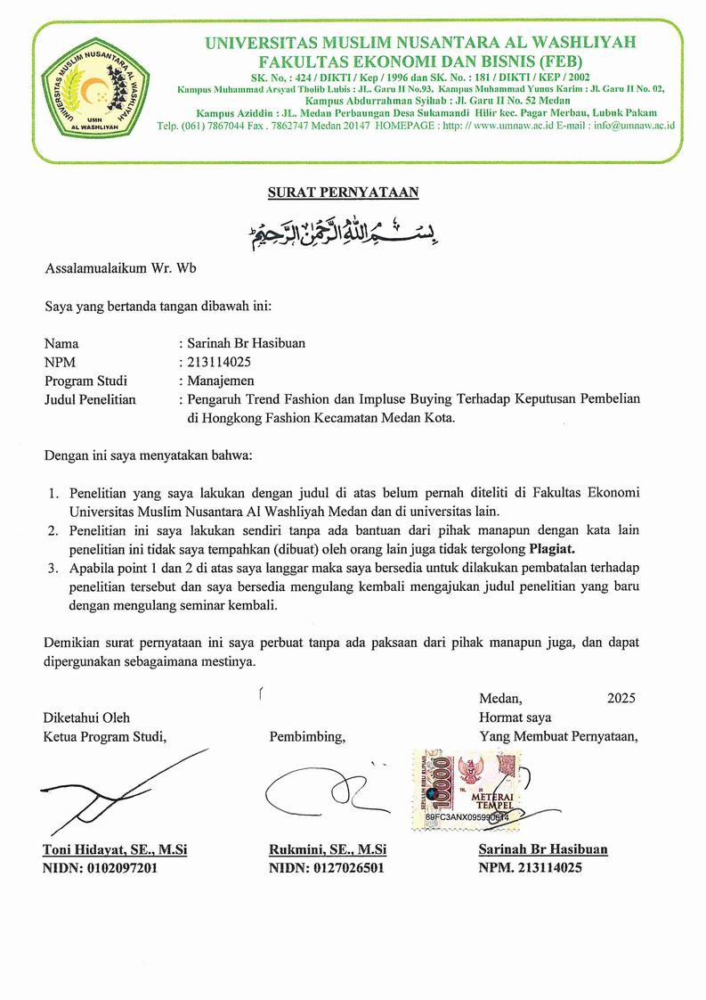 UNIVERSITAS MUSLIM NUSANTARA AL WASHLIYAH
UMN
AL WASHLIYAH
UNIVERSITAS MUSLIM NUSANTARA AL WASHLIYAH
FAKULTAS EKONOMI DAN BISNIS (FEB)
SK. No, : 424 / DIKTI / Kep / 1996 dan SK. No. : 181 / DIKTI / KEP / 2002
Kampus Muhammad Arsyad Tholib Lubis : JL. Garu II No.93, Kampus Muhammad Yunus Karim : Jl. Garu II No. 02,
Kampus Abdurrahman Syihab : Jl. Garu II No. 52 Medan
Kampus Aziddin : JL. Medan Perbaungan Desa Sukamandi Hilir kec. Pagar Merbau, Lubuk Pakam
Telp. (061) 7867044 Fax . 7862747 Medan 20147 HOMEPAGE : http: // www.umnaw.ac.id E-mail : info@umnaw.ac.id
SURAT PERNYATAAN
بِسْمِ اللَّهِ الرَّحْمَٰنِ الرَّحِيمِ
Assalamualaikum Wr. Wb
Saya yang bertanda tangan dibawah ini:
Nama : Sarinah Br Hasibuan
NPM : 213114025
Program Studi : Manajemen
Judul Penelitian : Pengaruh Trend Fashion dan Impluse Buying Terhadap Keputusan Pembelian
di Hongkong Fashion Kecamatan Medan Kota.
Dengan ini saya menyatakan bahwa:
1. Penelitian yang saya lakukan dengan judul di atas belum pernah diteliti di Fakultas Ekonomi
Universitas Muslim Nusantara Al Washliyah Medan dan di universitas lain.
2. Penelitian ini saya lakukan sendiri tanpa ada bantuan dari pihak manapun dengan kata lain
penelitian ini tidak saya tempahkan (dibuat) oleh orang lain juga tidak tergolong Plagiat.
3. Apabila point 1 dan 2 di atas saya langgar maka saya bersedia untuk dilakukan pembatalan terhadap
penelitian tersebut dan saya bersedia mengulang kembali mengajukan judul penelitian yang baru
dengan mengulang seminar kembali.
Demikian surat pernyataan ini saya perbuat tanpa ada paksaan dari pihak manapun juga, dan dapat
dipergunakan sebagaimana mestinya.
Medan, 2025
Diketahui Oleh Hormat saya
Ketua Program Studi, Pembimbing, Yang Membuat Pernyataan,
SEPULUH RIBU RUPIAH
10000
METERAI
TEMPEL
89FC3ANX095990614
Toni Hidayat, SE., M.Si Rukmini, SE., M.Si Sarinah Br Hasibuan
NIDN: 0102097201 NIDN: 0127026501 NPM. 213114025